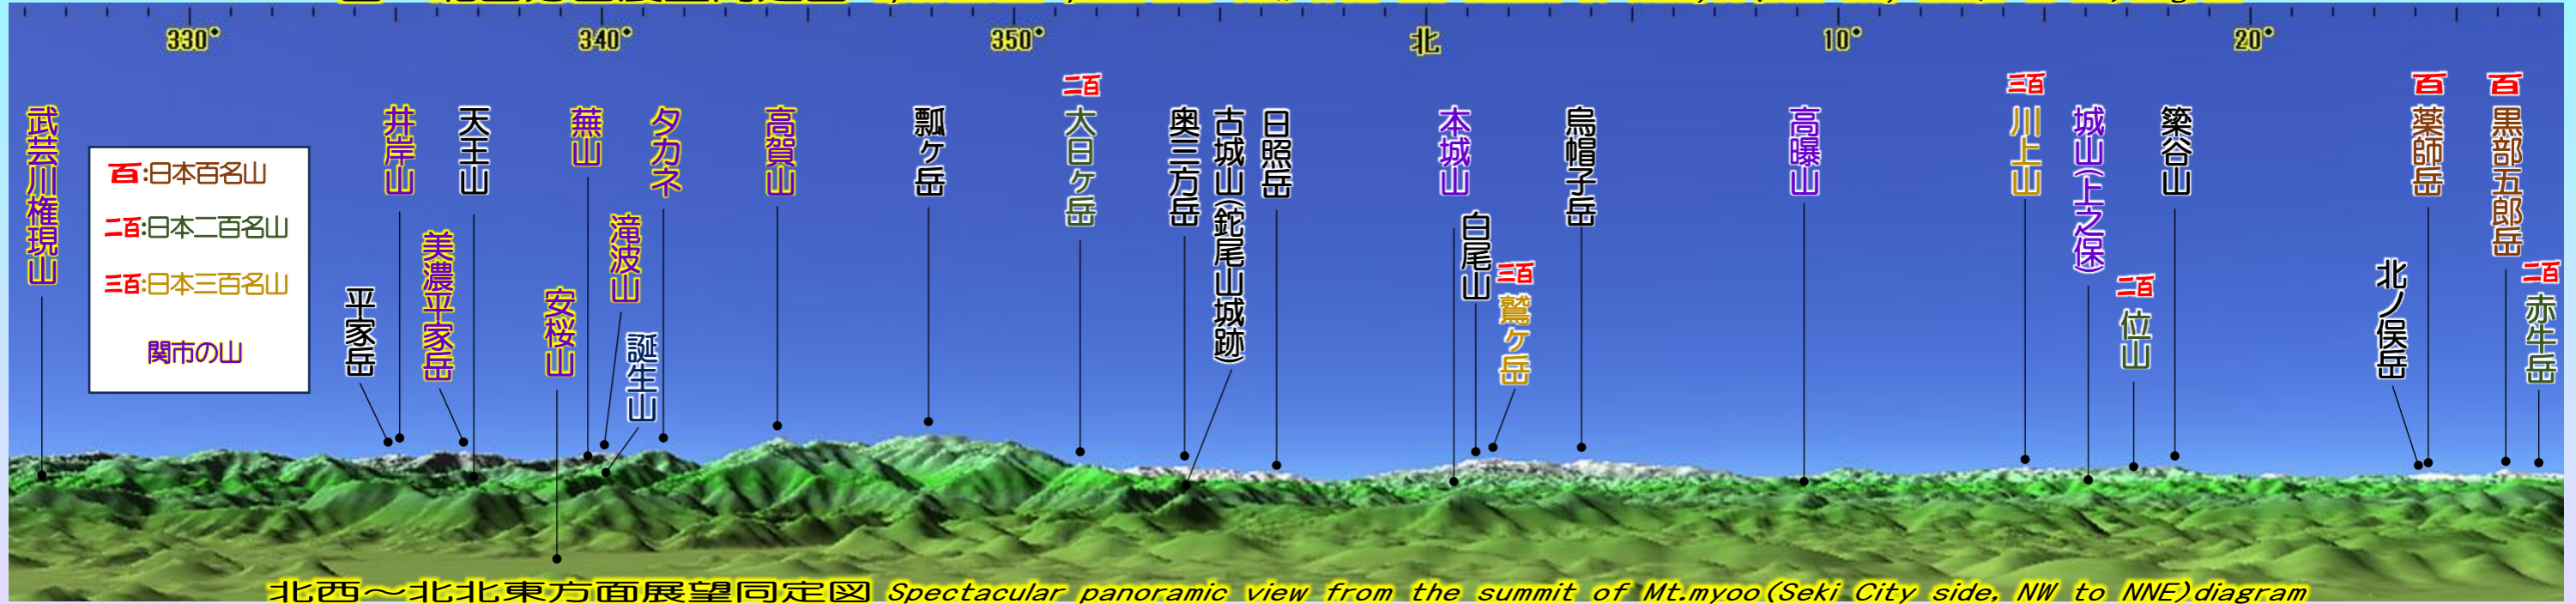 330°
340°
350°
北
10°
20°
武芸川権現山
百:日本百名山
二百:日本二百名山
三百:日本三百名山
関市の山
平家岳
井岸山
美濃平家岳
天王山
安桜山
蕪山
滝波山
誕生山
タカネ
高賀山
瓢ヶ岳
二百
大日ヶ岳
奥三方岳
古城山(鉈尾山城跡)
日照岳
本城山
白尾山
三百
鷲ヶ岳
烏帽子岳
高曝山
三百
川上山
城山(上之保)
二百
位山
簗谷山
北ノ俣岳
百
薬師岳
百
黒部五郎岳
二百
赤牛岳
北西～北北東方面展望同定図 Spectacular panoramic view from the summit of Mt.myoo(Seki City side, NW to NNE)diagram